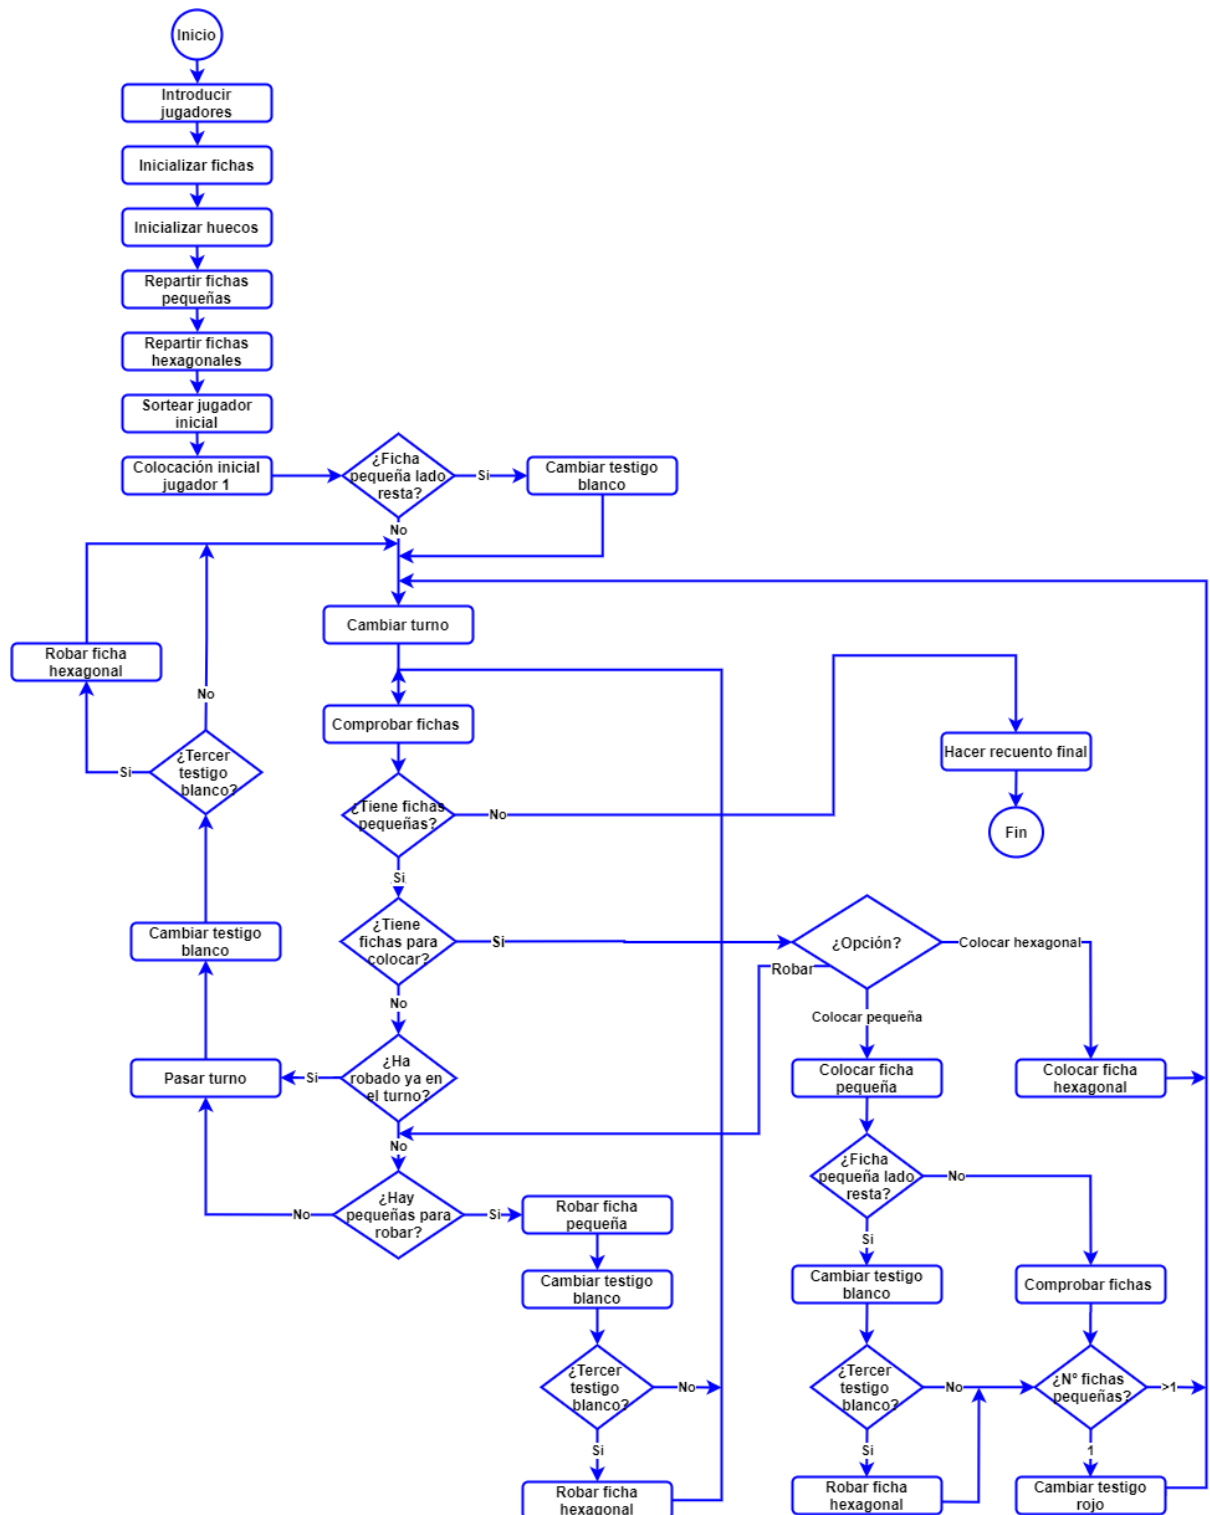 Inicio
Introducir
jugadores
Inicializar fichas
Inicializar huecos
Repartir fichas
pequeñas
Repartir fichas
hexagonales
Sortear jugador
inicial
Colocación inicial
jugador 1
¿Ficha
pequeña lado
resta?
Si
Cambiar testigo
blanco
No
Cambiar turno
Robar ficha
hexagonal
No
Comprobar fichas
Hacer recuento final
¿Tercer
testigo
blanco?
Si
¿Tiene fichas
pequeñas?
No
Fin
Si
¿Tiene
fichas para
colocar?
Si
¿Opción?
Colocar hexagonal
Robar
Cambiar testigo
blanco
No
Colocar pequeña
Pasar turno
Si
¿Ha
robado ya en
el turno?
Colocar ficha
pequeña
Colocar ficha
hexagonal
No
¿Ficha
pequeña lado
resta?
No
¿Hay
pequeñas para
robar?
No
Si
Robar ficha
pequeña
Si
Cambiar testigo
blanco
Cambiar testigo
blanco
Comprobar fichas
¿Tercer
testigo
blanco?
No
¿Tercer
testigo
blanco?
No
¿Nº fichas
pequeñas?
>1
Si
Si
1
Robar ficha
hexagonal
Robar ficha
hexagonal
Cambiar testigo
rojo